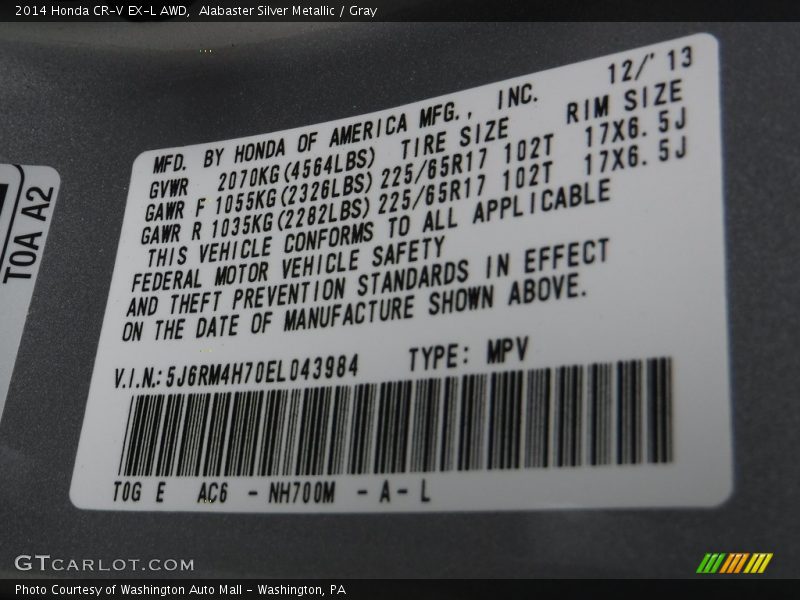 2014 Honda CR-V EX-L AWD,  Alabaster Silver Metallic / Gray
T0A A2
12/'13
MFD. BY HONDA OF AMERICA MFG., INC.
GVWR 2070KG(4564LBS) TIRE SIZE RIM SIZE
GAWR F 1055KG(2326LBS) 225/65R17 102T 17X6.5J
GAWR R 1035KG(2282LBS) 225/65R17 102T 17X6.5J
THIS VEHICLE CONFORMS TO ALL APPLICABLE
FEDERAL MOTOR VEHICLE SAFETY
AND THEFT PREVENTION STANDARDS IN EFFECT
ON THE DATE OF MANUFACTURE SHOWN ABOVE.
V.I.N.: 5J6RM4H70EL043984 TYPE: MPV
T0G E AC6 - NH700M - A - L
GTCARLOT.COM
Photo Courtesy of Washington Auto Mall - Washington, PA